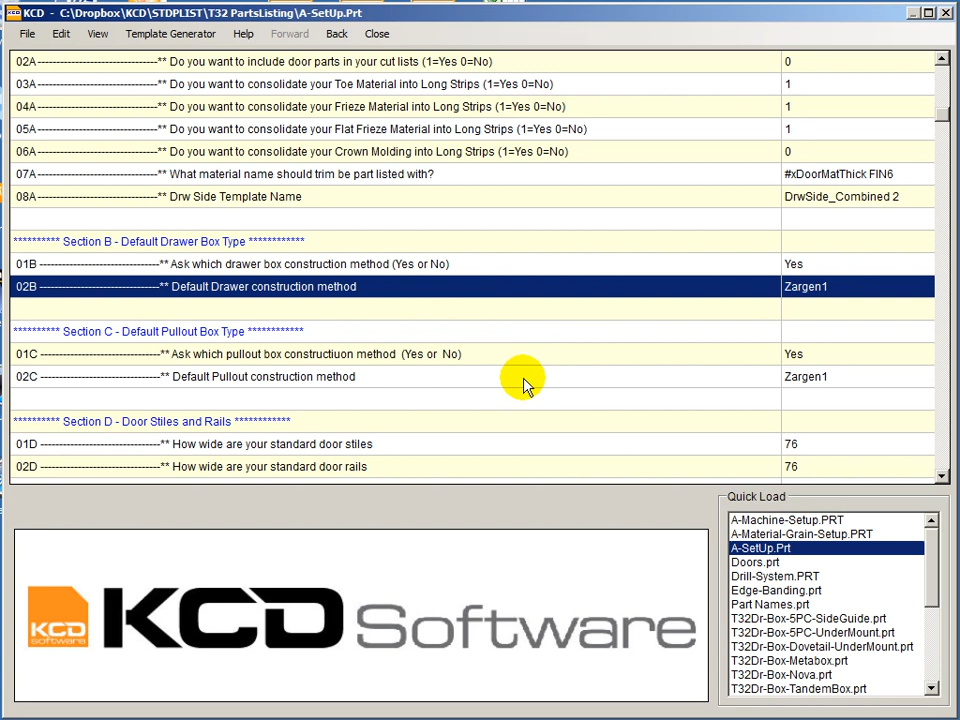 KCD - C:\Dropbox\KCD\STDPLIST\T32 PartsListing\A-SetUp.Prt
File Edit View Template Generator Help Forward Back Close
02A--------------------------------** Do you want to include door parts in your cut lists (1=Yes 0=No) 0
03A--------------------------------** Do you want to consolidate your Toe Material into Long Strips (1=Yes 0=No) 1
04A--------------------------------** Do you want to consolidate your Frieze Material into Long Strips (1=Yes 0=No) 1
05A--------------------------------** Do you want to consolidate your Flat Frieze Material into Long Strips (1=Yes 0=No) 1
06A--------------------------------** Do you want to consolidate your Crown Molding into Long Strips (1=Yes 0=No) 0
07A--------------------------------** What material name should trim be part listed with? #xDoorMatThick FIN6
08A--------------------------------** Drw Side Template Name DrwSide_Combined 2
********** Section B - Default Drawer Box Type ************
01B --------------------------------** Ask which drawer box construction method (Yes or No) Yes
02B --------------------------------** Default Drawer construction method Zargen1
********** Section C - Default Pullout Box Type ************
01C --------------------------------** Ask which pullout box constructiuon method (Yes or No) Yes
02C --------------------------------** Default Pullout construction method Zargen1
********** Section D - Door Stiles and Rails ************
01D --------------------------------** How wide are your standard door stiles 76
02D --------------------------------** How wide are your standard door rails 76
Quick Load
A-Machine-Setup.PRT
A-Material-Grain-Setup.PRT
A-SetUp.Prt
Doors.prt
Drill-System.PRT
Edge-Banding.prt
Part Names.prt
T32Dr-Box-5PC-SideGuide.prt
T32Dr-Box-5PC-UnderMount.prt
T32Dr-Box-Dovetail-UnderMount.prt
T32Dr-Box-Metabox.prt
T32Dr-Box-Nova.prt
T32Dr-Box-TandemBox.prt
KCD software
KCD Software